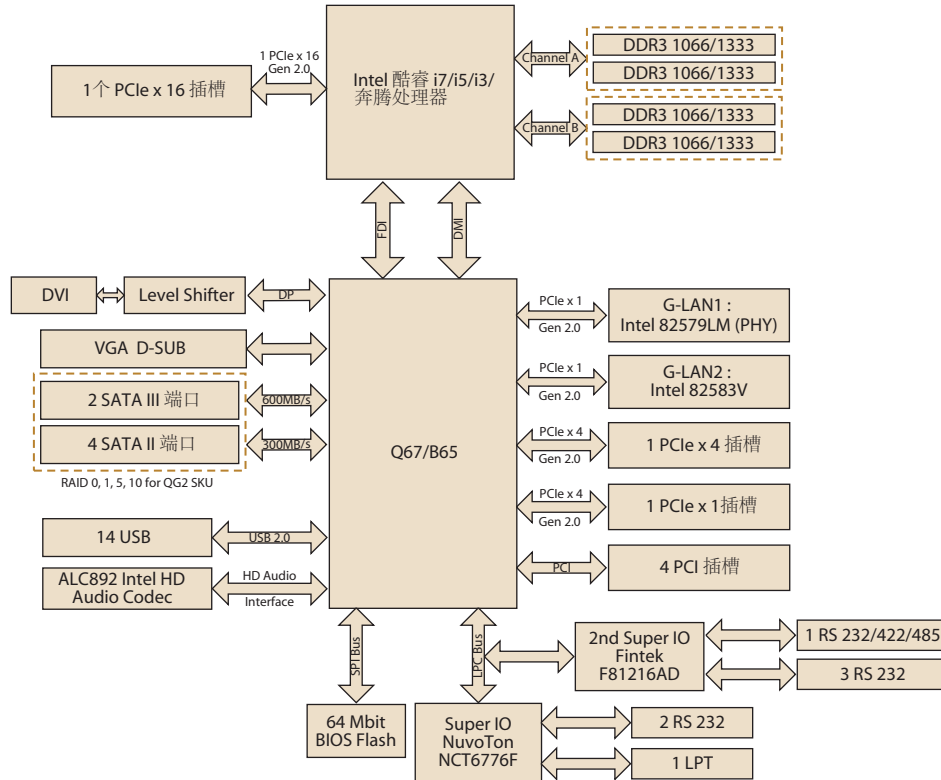 1 PCIe x 16
Gen 2.0
1个 PCIe x 16 插槽
Intel 酷睿 i7/i5/i3/
奔腾处理器
Channel A
DDR3 1066/1333
DDR3 1066/1333
Channel B
DDR3 1066/1333
DDR3 1066/1333
FDI
DMI
DVI
Level Shifter
DP
VGA D-SUB
2 SATA III 端口
600MB/s
4 SATA II 端口
300MB/s
RAID 0, 1, 5, 10 for QG2 SKU
14 USB
USB 2.0
ALC892 Intel HD
Audio Codec
HD Audio
Interface
Q67/B65
PCIe x 1
Gen 2.0
G-LAN1 :
Intel 82579LM (PHY)
PCIe x 1
Gen 2.0
G-LAN2 :
Intel 82583V
PCIe x 4
Gen 2.0
1 PCIe x 4 插槽
PCIe x 4
Gen 2.0
1 PCIe x 1插槽
PCI
4 PCI 插槽
SPI Bus
LPC Bus
2nd Super IO
Fintek
F81216AD
1 RS 232/422/485
3 RS 232
64 Mbit
BIOS Flash
Super IO
NuvoTon
NCT6776F
2 RS 232
1 LPT